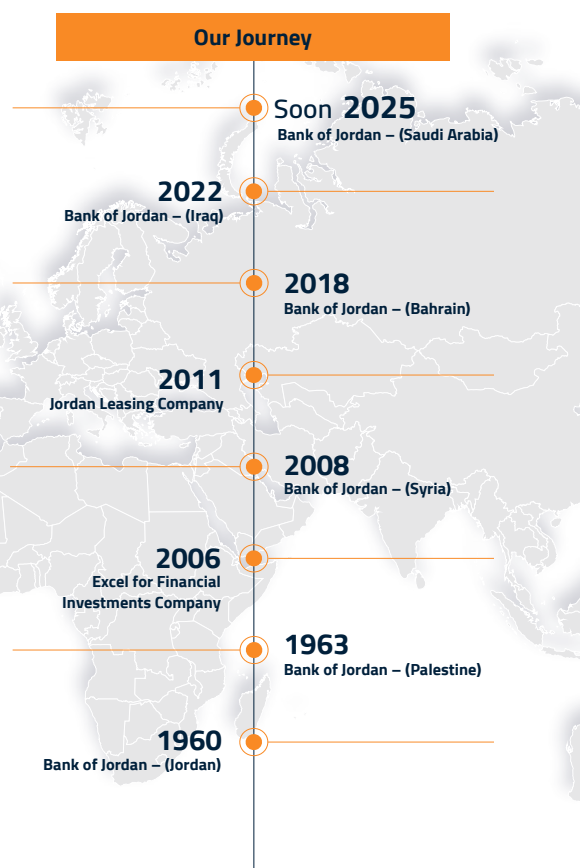 Our Journey
Soon 2025
Bank of Jordan – (Saudi Arabia)
2022
Bank of Jordan – (Iraq)
2018
Bank of Jordan – (Bahrain)
2011
Jordan Leasing Company
2008
Bank of Jordan – (Syria)
2006
Excel for Financial
Investments Company
1963
Bank of Jordan – (Palestine)
1960
Bank of Jordan – (Jordan)